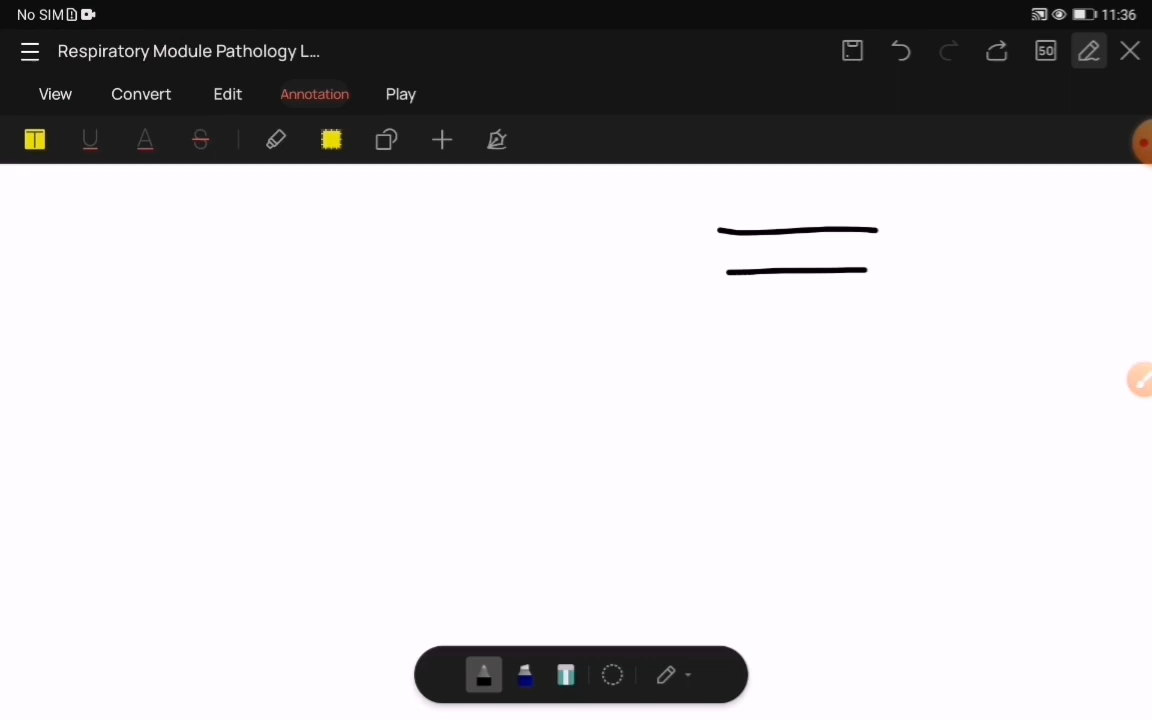 No SIM 11:36
Respiratory Module Pathology L... 50
View Convert Edit Annotation Play
T U A S